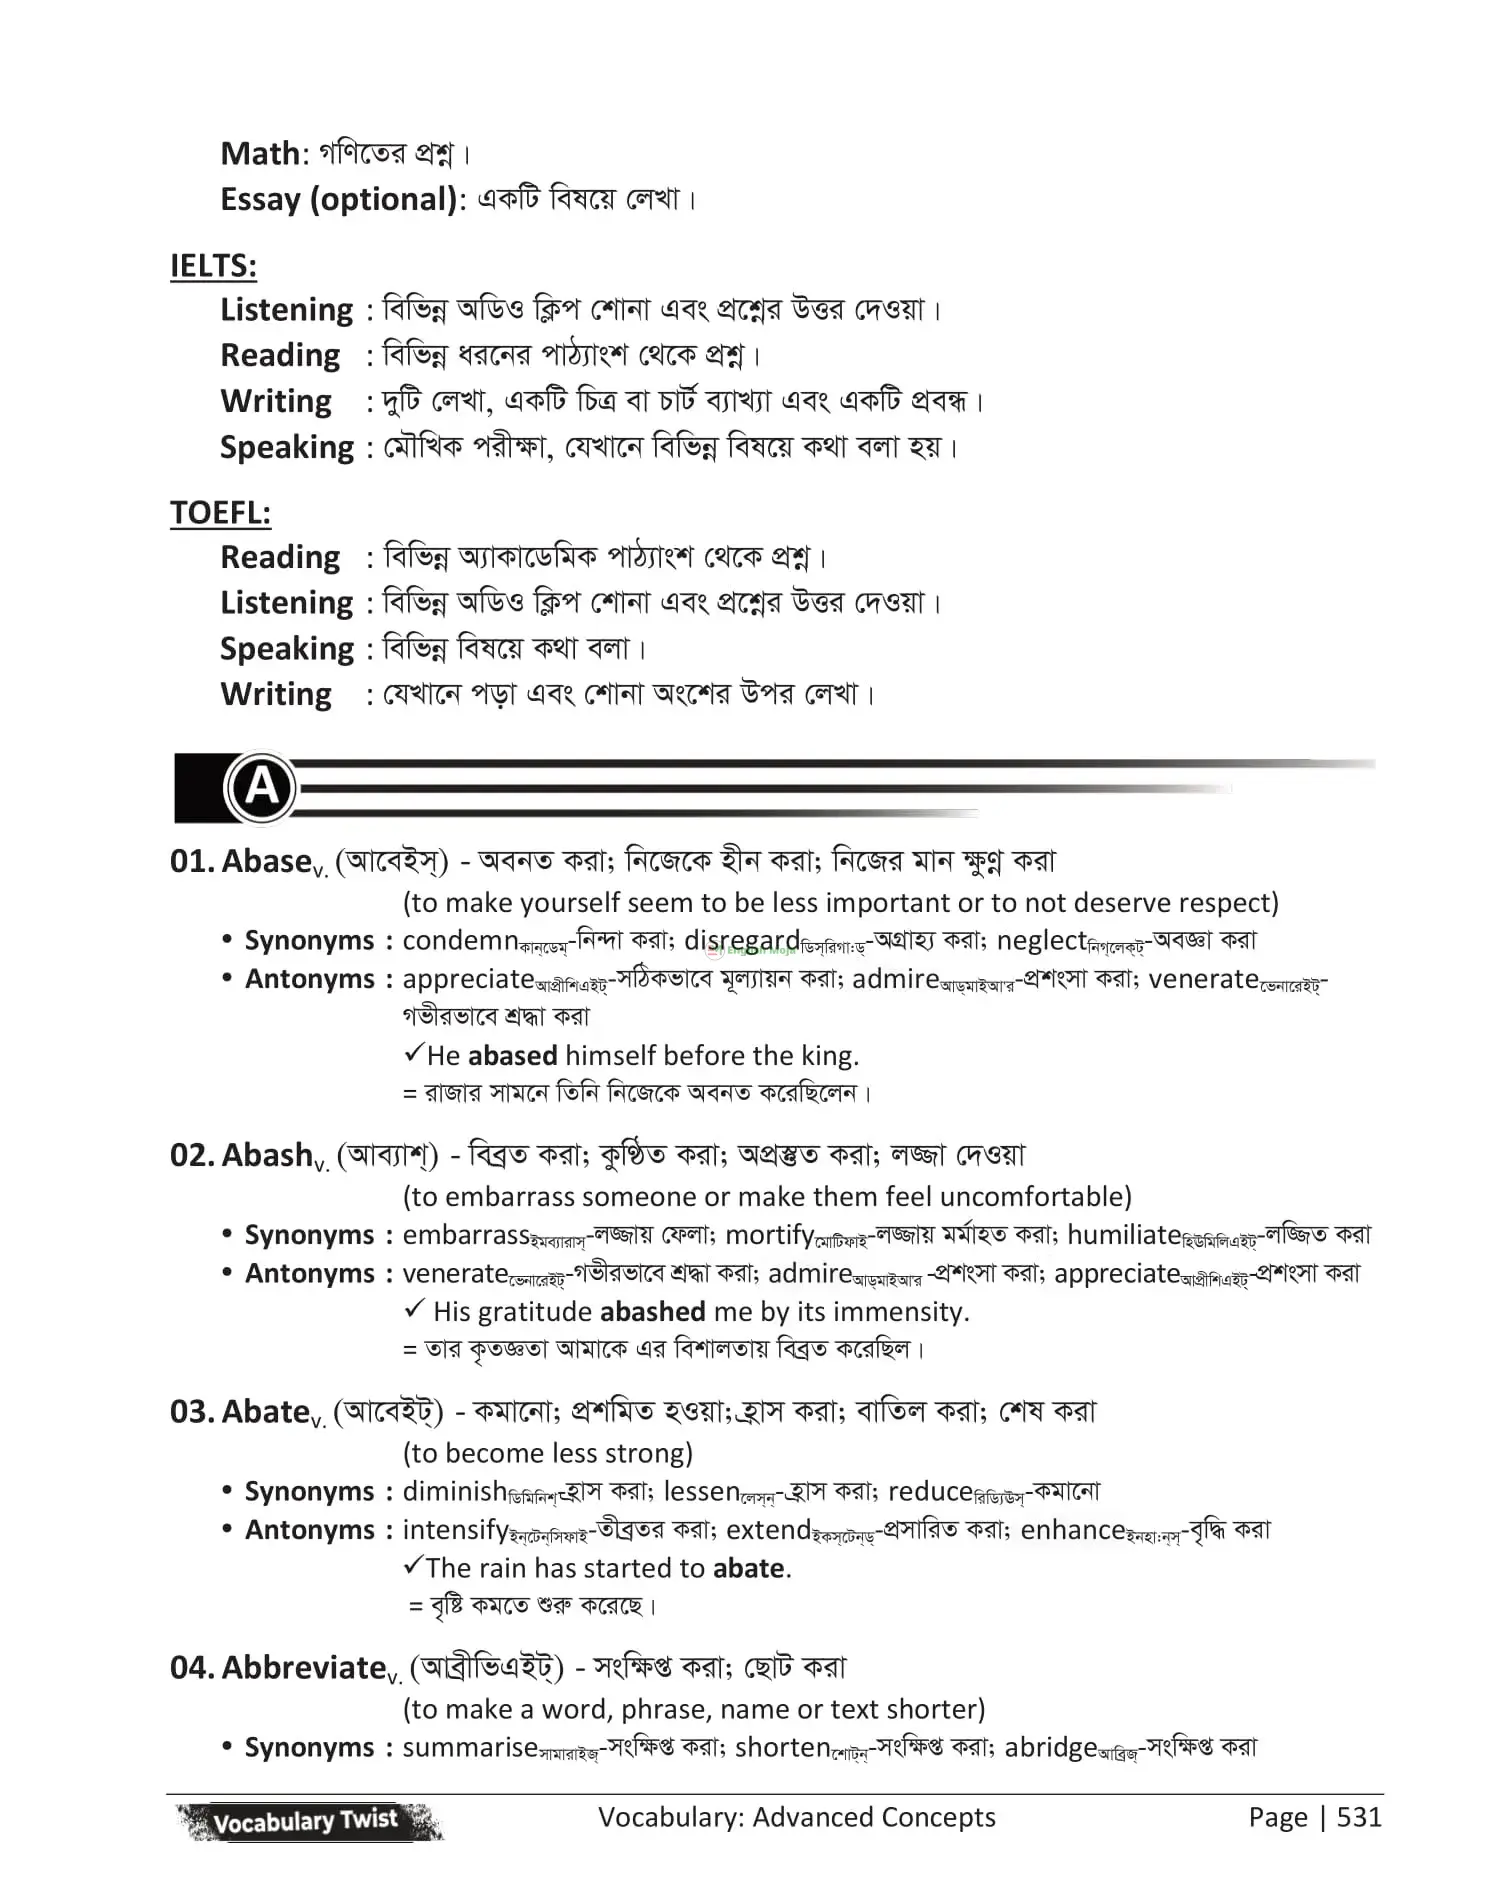 Math: গণিতের প্রশ্ন।
Essay (optional): একটি বিষয়ে লেখা।
IELTS:
Listening : বিভিন্ন অডিও ক্লিপ শোনা এবং প্রশ্নের উত্তর দেওয়া।
Reading : বিভিন্ন ধরনের পাঠ্যাংশ থেকে প্রশ্ন।
Writing : দুটি লেখা, একটি চিত্র বা চার্ট ব্যাখ্যা এবং একটি প্রবন্ধ।
Speaking : মৌখিক পরীক্ষা, যেখানে বিভিন্ন বিষয়ে কথা বলা হয়।
TOEFL:
Reading : বিভিন্ন অ্যাকাডেমিক পাঠ্যাংশ থেকে প্রশ্ন।
Listening : বিভিন্ন অডিও ক্লিপ শোনা এবং প্রশ্নের উত্তর দেওয়া।
Speaking : বিভিন্ন বিষয়ে কথা বলা।
Writing : যেখানে পড়া এবং শোনা অংশের উপর লেখা।
A
01. Abase v. (আবেইস্) - অবনত করা; নিজেকে হীন করা; নিজের মান ক্ষুণ্ণ করা
(to make yourself seem to be less important or to not deserve respect)
• Synonyms : condemn কান্‌ডেম্-নিন্দা করা; disregard ডিস্‌রিগা:ড্-অগ্রাহ্য করা; neglect নিগ্‌লেক্‌ট্-অবজ্ঞা করা
English Moja
• Antonyms : appreciate আপ্রীশিএইট্-সঠিকভাবে মূল্যায়ন করা; admire আড্‌মাইআ'র-প্রশংসা করা; venerate ভেনারেইট্-
গভীরভাবে শ্রদ্ধা করা
✓He abased himself before the king.
= রাজার সামনে তিনি নিজেকে অবনত করেছিলেন।
02. Abash v. (আব্যাশ্) - বিব্রত করা; কুণ্ঠিত করা; অপ্রস্তুত করা; লজ্জা দেওয়া
(to embarrass someone or make them feel uncomfortable)
• Synonyms : embarrass ইমব্যারাস্-লজ্জায় ফেলা; mortify মোটিফাই-লজ্জায় মর্মাহত করা; humiliate হিউমিলিএইট্-লজ্জিত করা
• Antonyms : venerate ভেনারেইট্-গভীরভাবে শ্রদ্ধা করা; admire আড্‌মাইআ'র -প্রশংসা করা; appreciate আপ্রীশিএইট্-প্রশংসা করা
✓ His gratitude abashed me by its immensity.
= তার কৃতজ্ঞতা আমাকে এর বিশালতায় বিব্রত করেছিল।
03. Abate v. (আবেইট্) - কমানো; প্রশমিত হওয়া; হ্রাস করা; বাতিল করা; শেষ করা
(to become less strong)
• Synonyms : diminish ডিমিনিশ্-হ্রাস করা; lessen লেস্‌ন্-হ্রাস করা; reduce রিড্যিউস্-কমানো
• Antonyms : intensify ইন্‌টেন্‌সিফাই-তীব্রতর করা; extend ইকস্‌টেন্‌ড্-প্রসারিত করা; enhance ইনহা:ন্‌স্-বৃদ্ধি করা
✓The rain has started to abate.
= বৃষ্টি কমতে শুরু করেছে।
04. Abbreviate v. (আব্রীভিএইট্) - সংক্ষিপ্ত করা; ছোট করা
(to make a word, phrase, name or text shorter)
• Synonyms : summarise সামারাইজ্-সংক্ষিপ্ত করা; shorten শোট্‌ন্-সংক্ষিপ্ত করা; abridge আব্রিজ্-সংক্ষিপ্ত করা
Vocabulary Twist Vocabulary: Advanced Concepts Page | 531